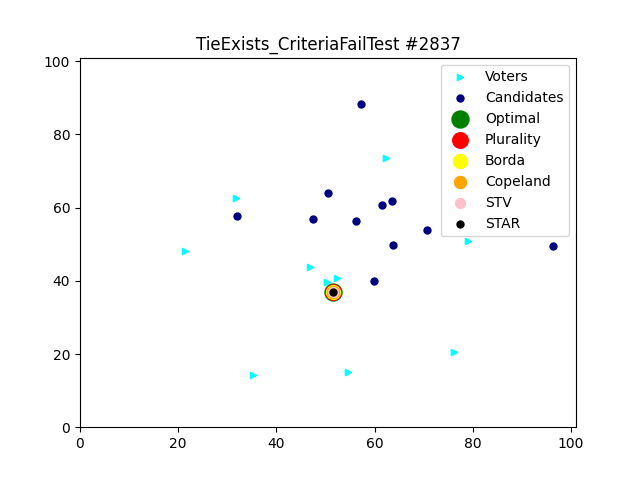 TieExists_CriteriaFailTest #2837
Voters
Candidates
Optimal
Plurality
Borda
Copeland
STV
STAR
100
80
60
40
20
0
0 20 40 60 80 100